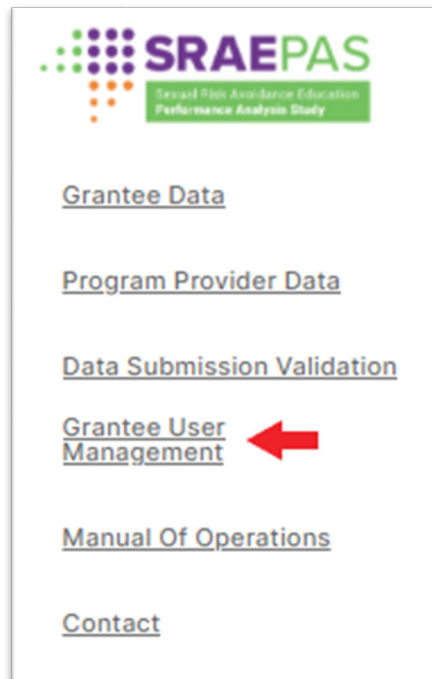 SRAEPAS
Sexual Risk Avoidance Education
Performance Analysis Study
Grantee Data
Program Provider Data
Data Submission Validation
Grantee User
Management
Manual Of Operations
Contact